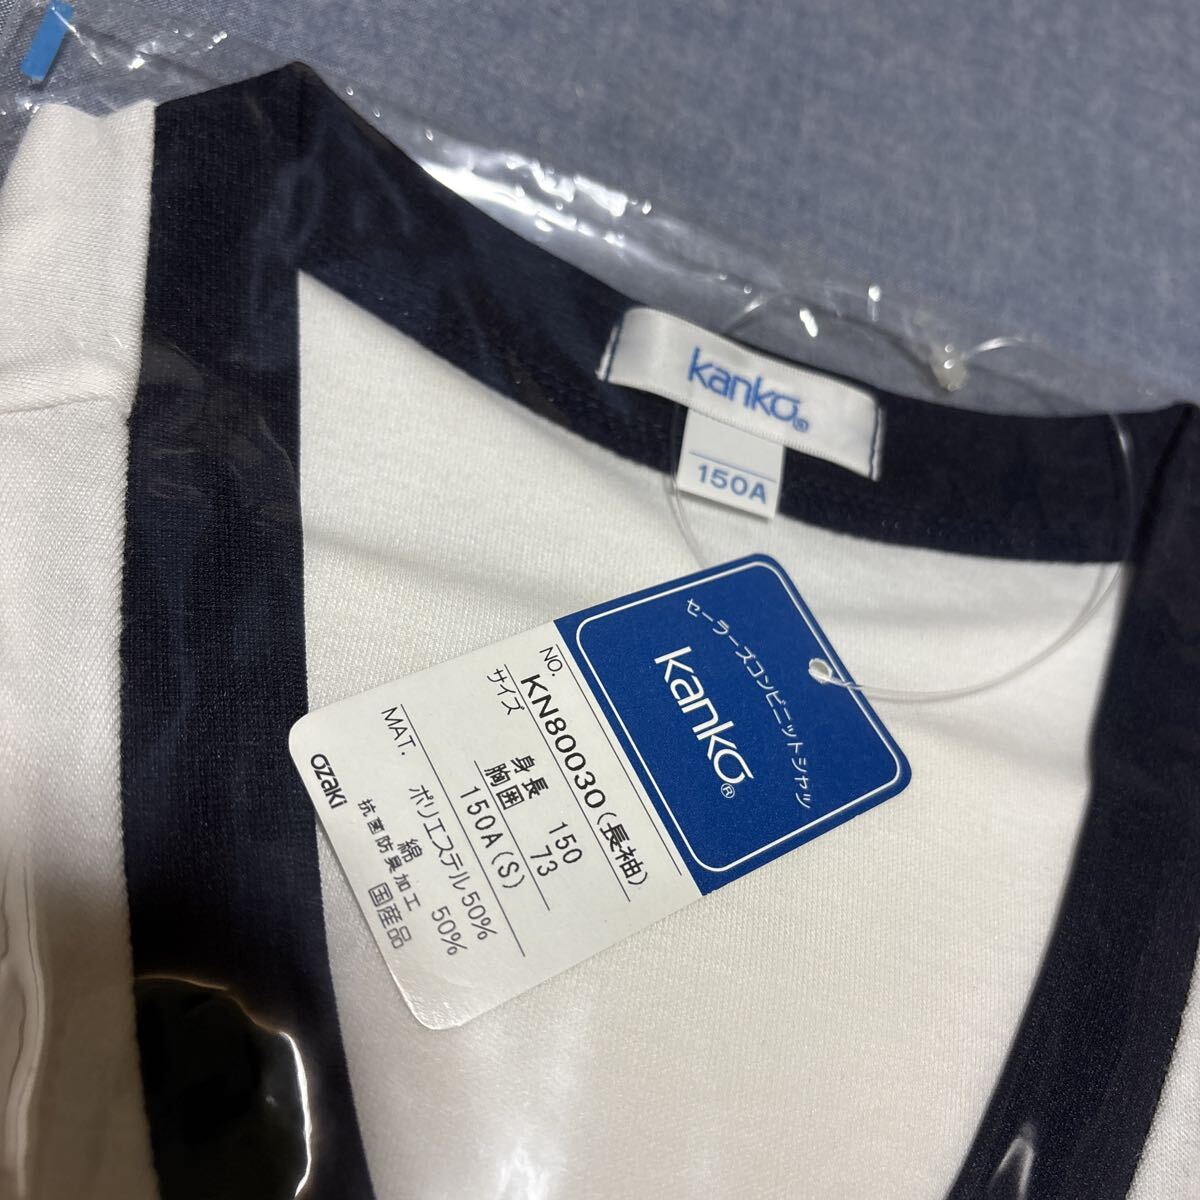 kanko®
150A
セーラーズコンビニットシャツ
kanko®
NO.
KN80030(長袖)
サイズ
身長 150
胸囲 73
150A(S)
MAT.
ポリエステル50%
綿 50%
抗菌防臭加工
国産品
OZAKI